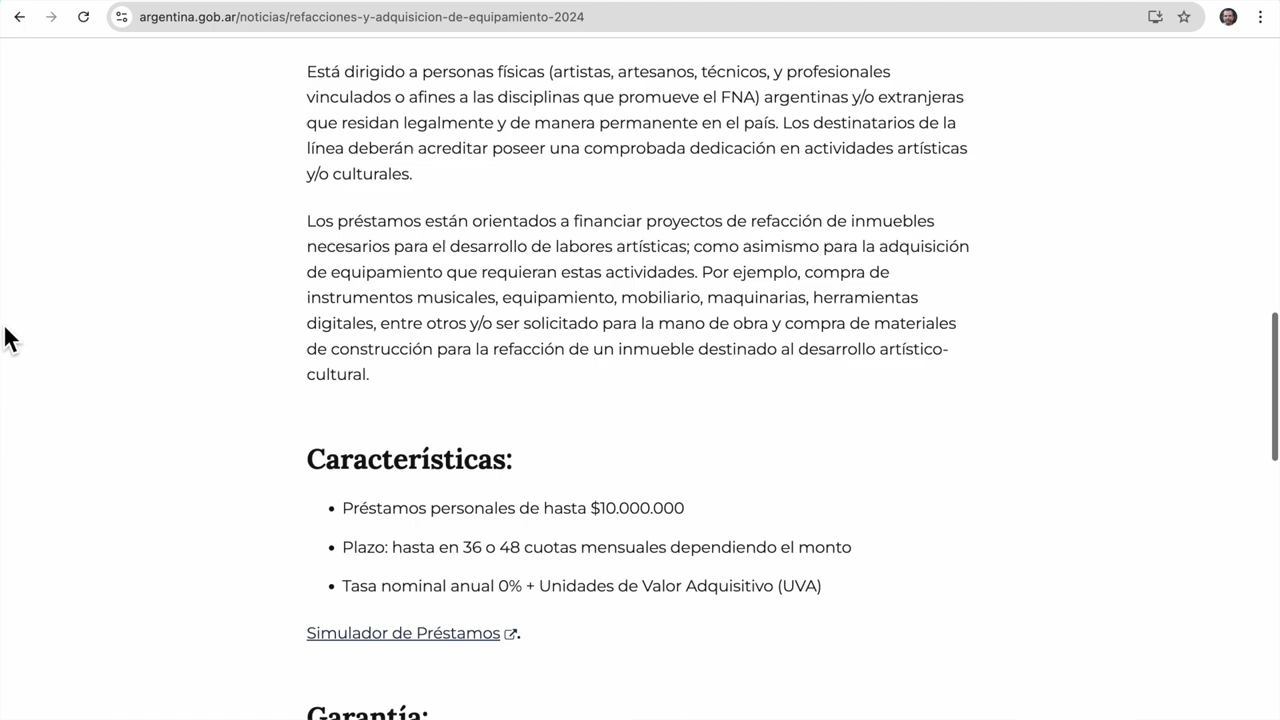 argentina.gob.ar/noticias/refacciones-y-adquisicion-de-equipamiento-2024
Está dirigido a personas físicas (artistas, artesanos, técnicos, y profesionales
vinculados o afines a las disciplinas que promueve el FNA) argentinas y/o extranjeras
que residan legalmente y de manera permanente en el país. Los destinatarios de la
línea deberán acreditar poseer una comprobada dedicación en actividades artísticas
y/o culturales.
Los préstamos están orientados a financiar proyectos de refacción de inmuebles
necesarios para el desarrollo de labores artísticas; como asimismo para la adquisición
de equipamiento que requieran estas actividades. Por ejemplo, compra de
instrumentos musicales, equipamiento, mobiliario, maquinarias, herramientas
digitales, entre otros y/o ser solicitado para la mano de obra y compra de materiales
de construcción para la refacción de un inmueble destinado al desarrollo artístico-
cultural.
Características:
• Préstamos personales de hasta $10.000.000
• Plazo: hasta en 36 o 48 cuotas mensuales dependiendo el monto
• Tasa nominal anual 0% + Unidades de Valor Adquisitivo (UVA)
Simulador de Préstamos.
Garantía: